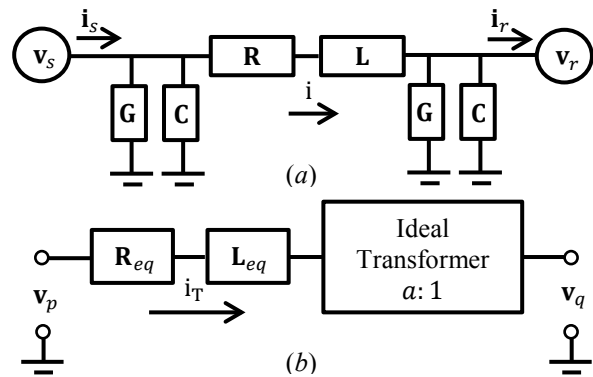 i_s
i_r
v_s
R
L
v_r
G
C
i
G
C
(a)
Ideal
Transformer
a: 1
R_eq
L_eq
v_p
i_T
v_q
(b)